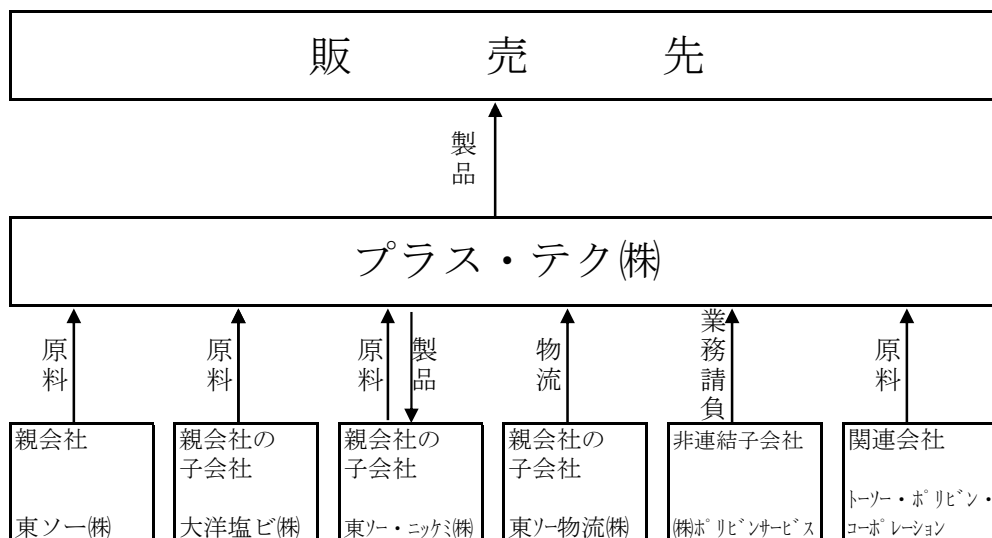 販売先
製品
プラス・テク㈱
原料
原料
原料
製品
物流
業務請負
原料
親会社
東ソー㈱
親会社の
子会社
大洋塩ビ㈱
親会社の
子会社
東ソー・ニッケミ㈱
親会社の
子会社
東ソー物流㈱
非連結子会社
㈱ポリビンサービス
関連会社
トーソー・ポリビン・
コーポレーション